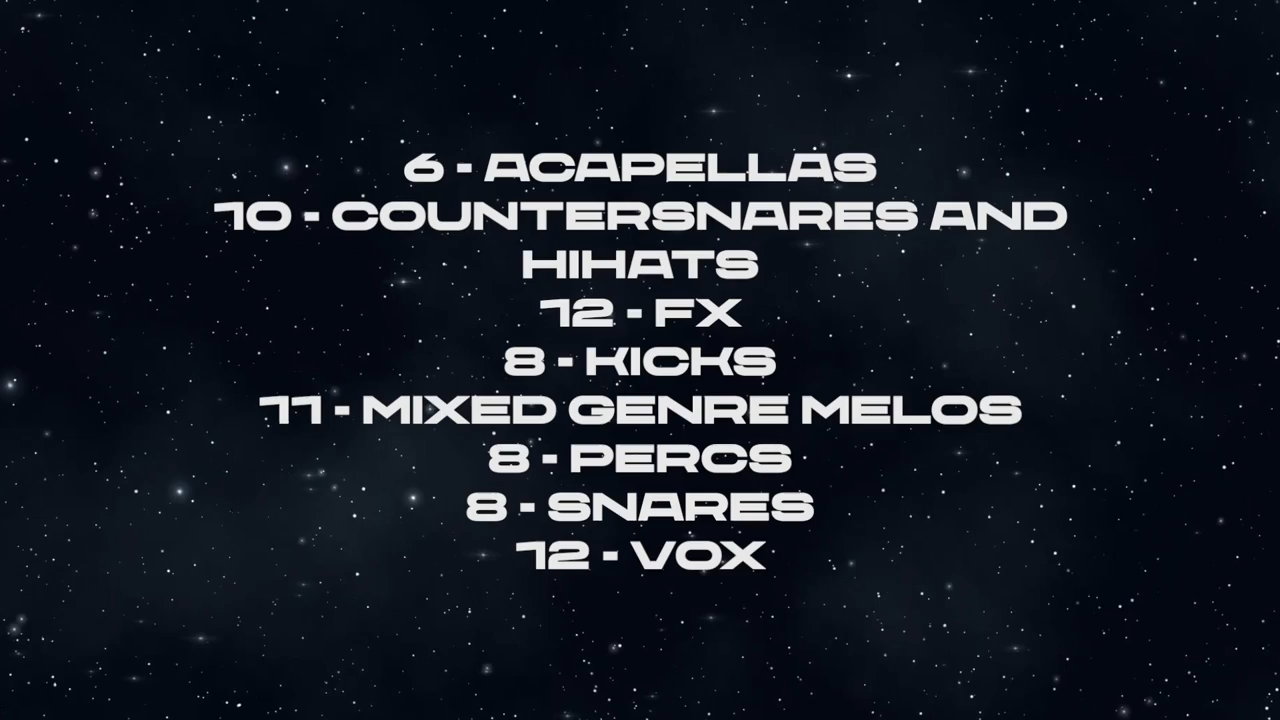 6 - ACAPELLAS
10 - COUNTERSNARES AND
HIHATS
12 - FX
8 - KICKS
11 - MIXED GENRE MELOS
8 - PERCS
8 - SNARES
12 - VOX